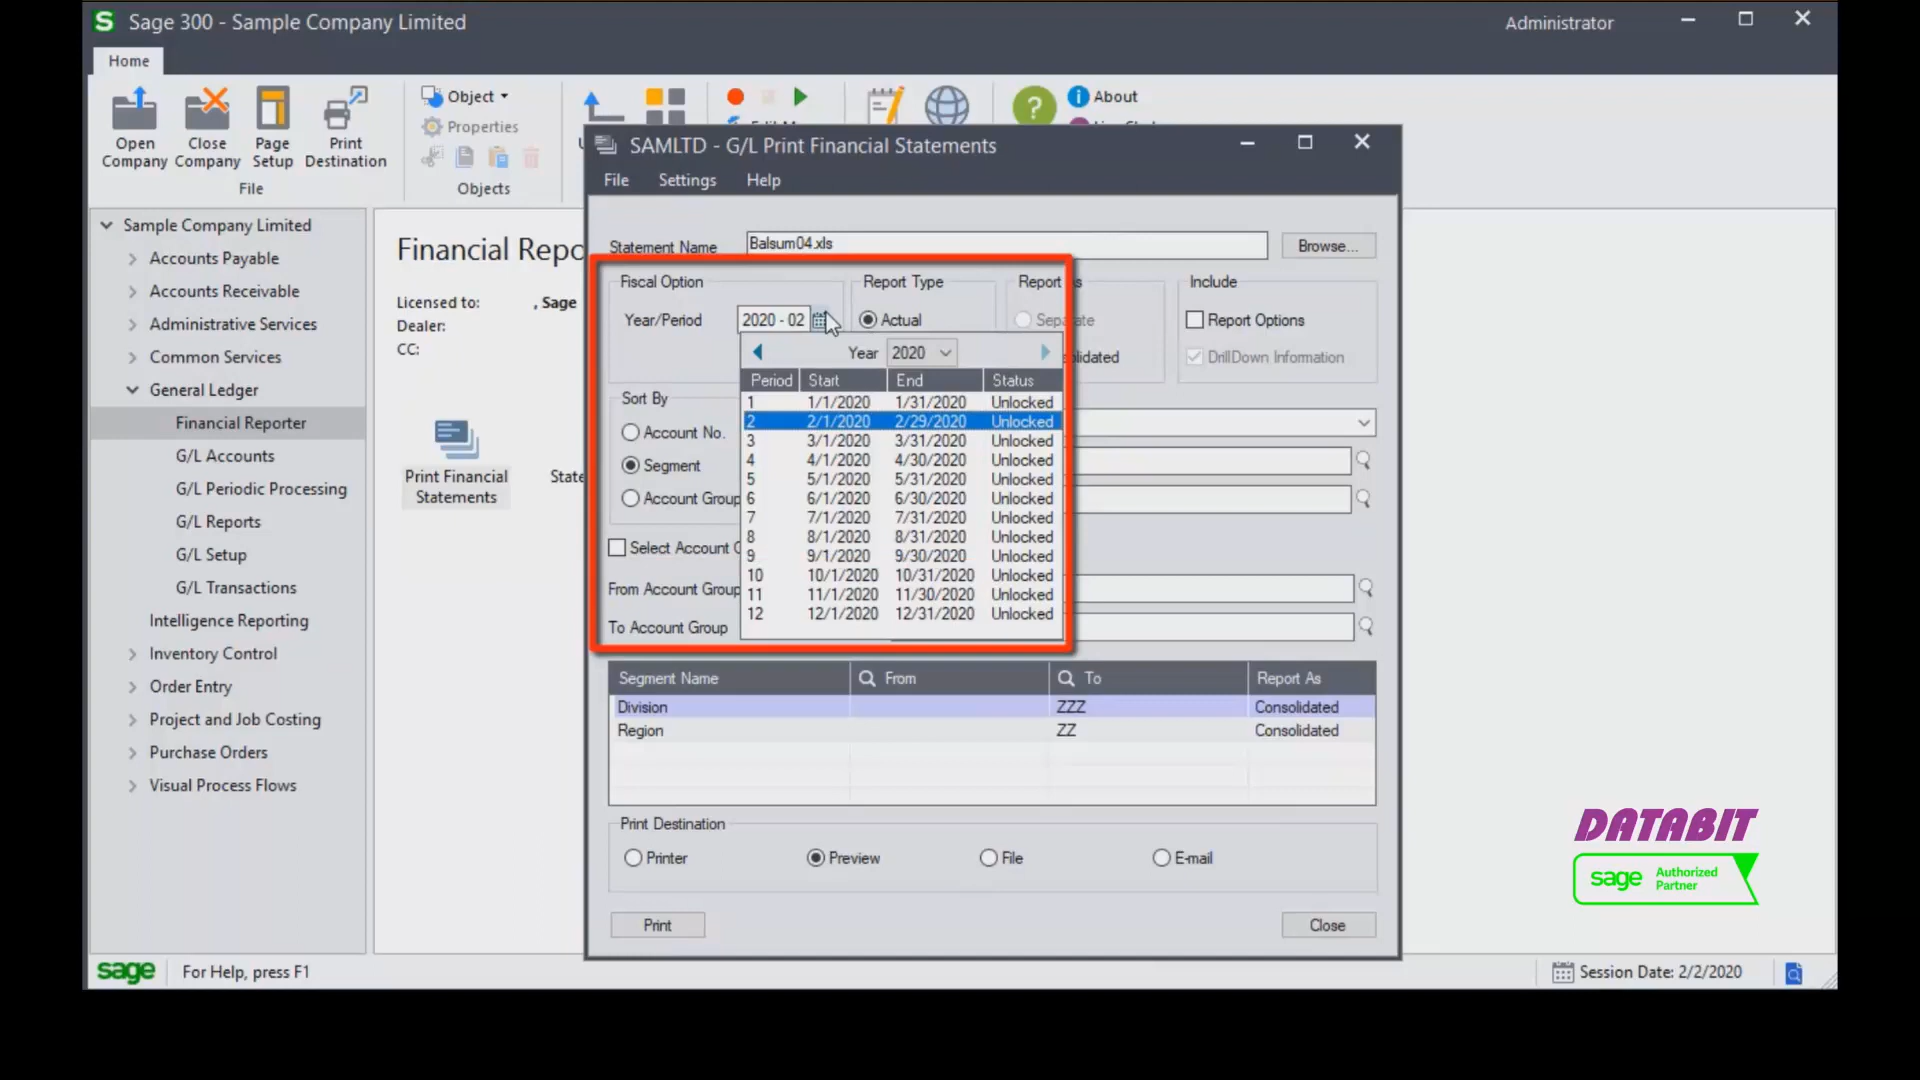 Sage 300 - Sample Company Limited
Administrator
Home
Open Company
Close Company
Page Setup
Print Destination
File
Object
Properties
Objects
About
Sample Company Limited
Accounts Payable
Accounts Receivable
Administrative Services
Common Services
General Ledger
Financial Reporter
G/L Accounts
G/L Periodic Processing
G/L Reports
G/L Setup
G/L Transactions
Intelligence Reporting
Inventory Control
Order Entry
Project and Job Costing
Purchase Orders
Visual Process Flows
Financial Repo
Licensed to: , Sage
Dealer:
CC:
Print Financial
Statements
State
SAMLTD - G/L Print Financial Statements
File Settings Help
Statement Name Balsum04.xls Browse...
Fiscal Option Report Type Report s Include
Year/Period 2020 - 02 Actual Separate Report Options
Year 2020 lidated DrillDown Information
Period Start End Status
1 1/1/2020 1/31/2020 Unlocked
2 2/1/2020 2/29/2020 Unlocked
3 3/1/2020 3/31/2020 Unlocked
4 4/1/2020 4/30/2020 Unlocked
5 5/1/2020 5/31/2020 Unlocked
6 6/1/2020 6/30/2020 Unlocked
7 7/1/2020 7/31/2020 Unlocked
8 8/1/2020 8/31/2020 Unlocked
9 9/1/2020 9/30/2020 Unlocked
10 10/1/2020 10/31/2020 Unlocked
11 11/1/2020 11/30/2020 Unlocked
12 12/1/2020 12/31/2020 Unlocked
Sort By
Account No.
Segment
Account Group
Select Account
From Account Group
To Account Group
Segment Name From To Report As
Division ZZZ Consolidated
Region ZZ Consolidated
Print Destination
Printer Preview File E-mail
Print Close
DATABIT
sage Authorized
Partner
sage For Help, press F1
Session Date: 2/2/2020